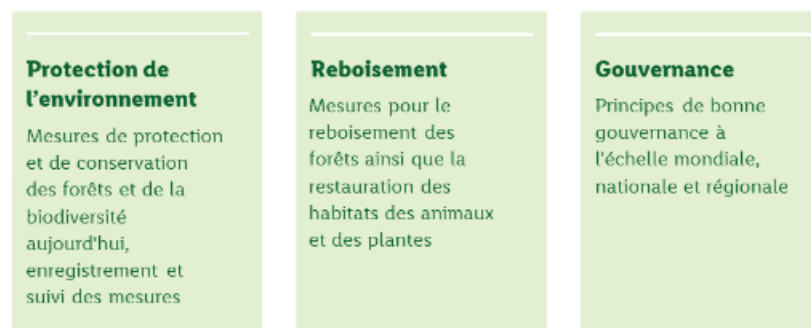 Protection de
l'environnement
Mesures de protection
et de conservation
des forêts et de la
biodiversité
aujourd'hui,
enregistrement et
suivi des mesures
Reboisement
Mesures pour le
reboisement des
forêts ainsi que la
restauration des
habitats des animaux
et des plantes
Gouvernance
Principes de bonne
gouvernance à
l'échelle mondiale,
nationale et régionale